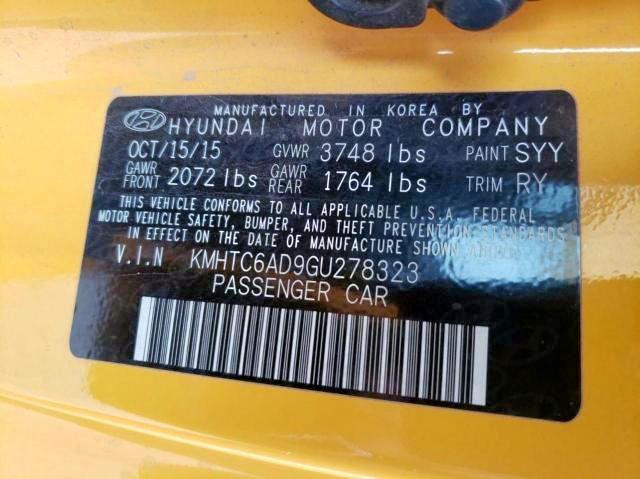 MANUFACTURED IN KOREA BY
HYUNDAI MOTOR COMPANY
OCT/15/15 GVWR 3748 lbs PAINT SYY
GAWR FRONT 2072 lbs GAWR REAR 1764 lbs TRIM RY
THIS VEHICLE CONFORMS TO ALL APPLICABLE U.S.A. FEDERAL
MOTOR VEHICLE SAFETY, BUMPER, AND THEFT PREVENTION STANDARDS
IN EFFECT ON THE DATE OF MANUFACTURE SHOWN ABOVE.
V.I.N KMHTC6AD9GU278323
PASSENGER CAR